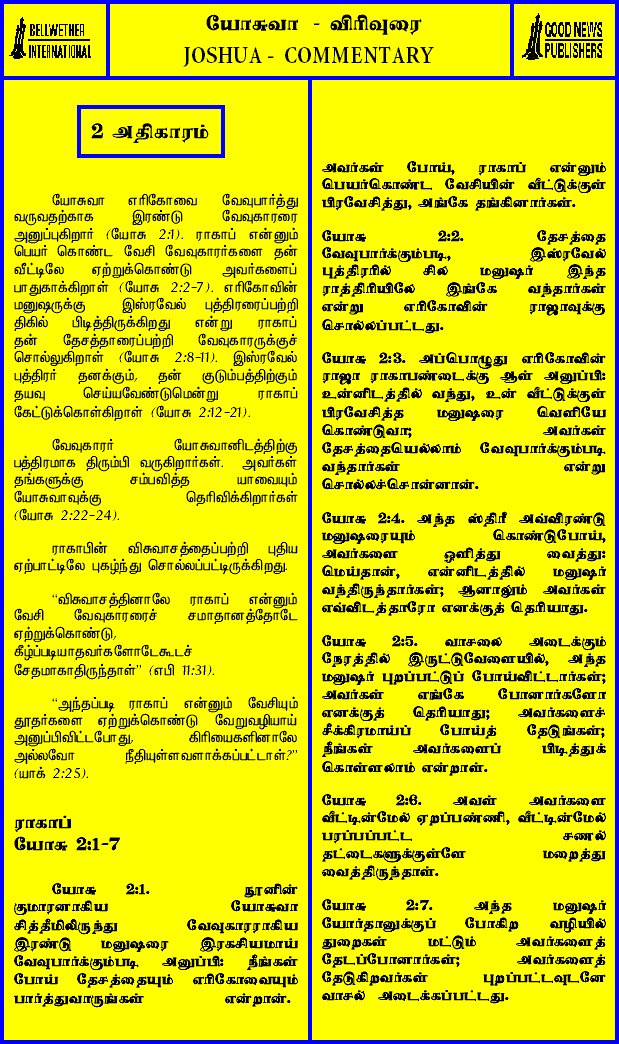 BELLWETHER
INTERNATIONAL
யோசுவா - விரிவுரை
JOSHUA - COMMENTARY
GOOD NEWS
PUBLISHERS
2 அதிகாரம்
யோசுவா எரிகோவை வேவுபார்த்து
வருவதற்காக இரண்டு வேவுகாரரை
அனுப்புகிறார் (யோசு 2:1). ராகாப் என்னும்
பெயர் கொண்ட வேசி வேவுகாரர்களை தன்
வீட்டிலே ஏற்றுக்கொண்டு அவர்களைப்
பாதுகாக்கிறாள் (யோசு 2:2-7). எரிகோவின்
மனுஷருக்கு இஸ்ரவேல் புத்திரரைப்பற்றி
திகில் பிடித்திருக்கிறது என்று ராகாப்
தன் தேசத்தாரைப்பற்றி வேவுகாரருக்குச்
சொல்லுகிறாள் (யோசு 2:8-11). இஸ்ரவேல்
புத்திரர் தனக்கும், தன் குடும்பத்திற்கும்
தயவு செய்யவேண்டுமென்று ராகாப்
கேட்டுக்கொள்கிறாள் (யோசு 2:12-21).
வேவுகாரர் யோசுவானிடத்திற்கு
பத்திரமாக திரும்பி வருகிறார்கள். அவர்கள்
தங்களுக்கு சம்பவித்த யாவையும்
யோசுவாவுக்கு தெரிவிக்கிறார்கள்
(யோசு 2:22-24).
ராகாபின் விசுவாசத்தைப்பற்றி புதிய
ஏற்பாட்டிலே புகழ்ந்து சொல்லப்பட்டிருக்கிறது.
“விசுவாசத்தினாலே ராகாப் என்னும்
வேசி வேவுகாரரைச் சமாதானத்தோடே
ஏற்றுக்கொண்டு,
கீழ்ப்படியாதவர்களோடேகூடச்
சேதமாகாதிருந்தாள்” (எபி 11:31).
“அந்தப்படி ராகாப் என்னும் வேசியும்
தூதர்களை ஏற்றுக்கொண்டு வேறுவழியாய்
அனுப்பிவிட்டபோது, கிரியைகளினாலே
அல்லவோ நீதியுள்ளவளாக்கப்பட்டாள்?”
(யாக் 2:25).
ராகாப்
யோசு 2:1-7
யோசு 2:1. நூனின்
குமாரனாகிய யோசுவா
சித்தீமிலிருந்து வேவுகாரராகிய
இரண்டு மனுஷரை இரகசியமாய்
வேவுபார்க்கும்படி அனுப்பி: நீங்கள்
போய் தேசத்தையும் எரிகோவையும்
பார்த்துவாருங்கள் என்றான்.
அவர்கள் போய், ராகாப் என்னும்
பெயர்கொண்ட வேசியின் வீட்டுக்குள்
பிரவேசித்து, அங்கே தங்கினார்கள்.
யோசு 2:2. தேசத்தை
வேவுபார்க்கும்படி, இஸ்ரவேல்
புத்திரரில் சில மனுஷர் இந்த
ராத்திரியிலே இங்கே வந்தார்கள்
என்று எரிகோவின் ராஜாவுக்கு
சொல்லப்பட்டது.
யோசு 2:3. அப்பொழுது எரிகோவின்
ராஜா ராகாபண்டைக்கு ஆள் அனுப்பி:
உன்னிடத்தில் வந்து, உன் வீட்டுக்குள்
பிரவேசித்த மனுஷரை வெளியே
கொண்டுவா; அவர்கள்
தேசத்தையெல்லாம் வேவுபார்க்கும்படி
வந்தார்கள் என்று
சொல்லச்சொன்னான்.
யோசு 2:4. அந்த ஸ்திரீ அவ்விரண்டு
மனுஷரையும் கொண்டுபோய்,
அவர்களை ஒளித்து வைத்து:
மெய்தான், என்னிடத்தில் மனுஷர்
வந்திருந்தார்கள்; ஆனாலும் அவர்கள்
எவ்விடத்தாரோ எனக்குத் தெரியாது.
யோசு 2:5. வாசலை அடைக்கும்
நேரத்தில் இருட்டுவேளையில், அந்த
மனுஷர் புறப்பட்டுப் போய்விட்டார்கள்;
அவர்கள் எங்கே போனார்களோ
எனக்குத் தெரியாது; அவர்களைச்
சீக்கிரமாய்ப் போய்த் தேடுங்கள்;
நீங்கள் அவர்களைப் பிடித்துக்
கொள்ளலாம் என்றாள்.
யோசு 2:6. அவள் அவர்களை
வீட்டின்மேல் ஏறப்பண்ணி, வீட்டின்மேல்
பரப்பப்பட்ட சணல்
தட்டைகளுக்குள்ளே மறைத்து
வைத்திருந்தாள்.
யோசு 2:7. அந்த மனுஷர்
யோர்தானுக்குப் போகிற வழியில்
துறைகள் மட்டும் அவர்களைத்
தேடப்போனார்கள்; அவர்களைத்
தேடுகிறவர்கள் புறப்பட்டவுடனே
வாசல் அடைக்கப்பட்டது.